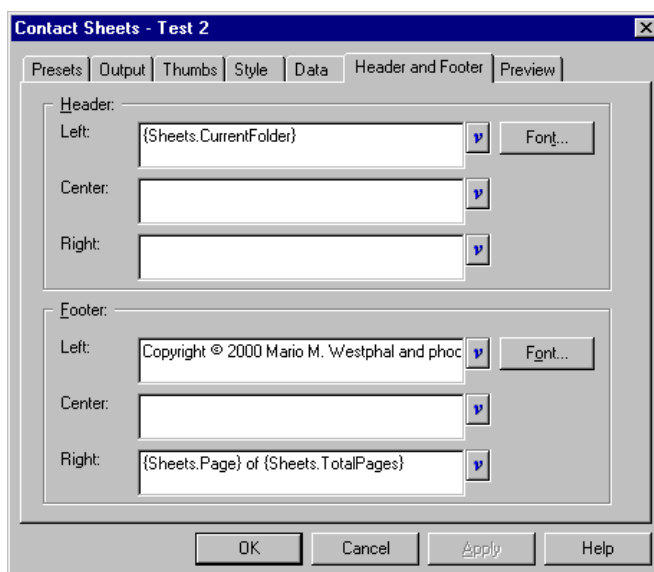 Contact Sheets - Test 2
Presets Output Thumbs Style Data Header and Footer Preview
Header:
Left: {Sheets.CurrentFolder} v Font...
Center: v
Right: v
Footer:
Left: Copyright © 2000 Mario M. Westphal and phoc v Font...
Center: v
Right: {Sheets.Page} of {Sheets.TotalPages} v
OK Cancel Apply Help